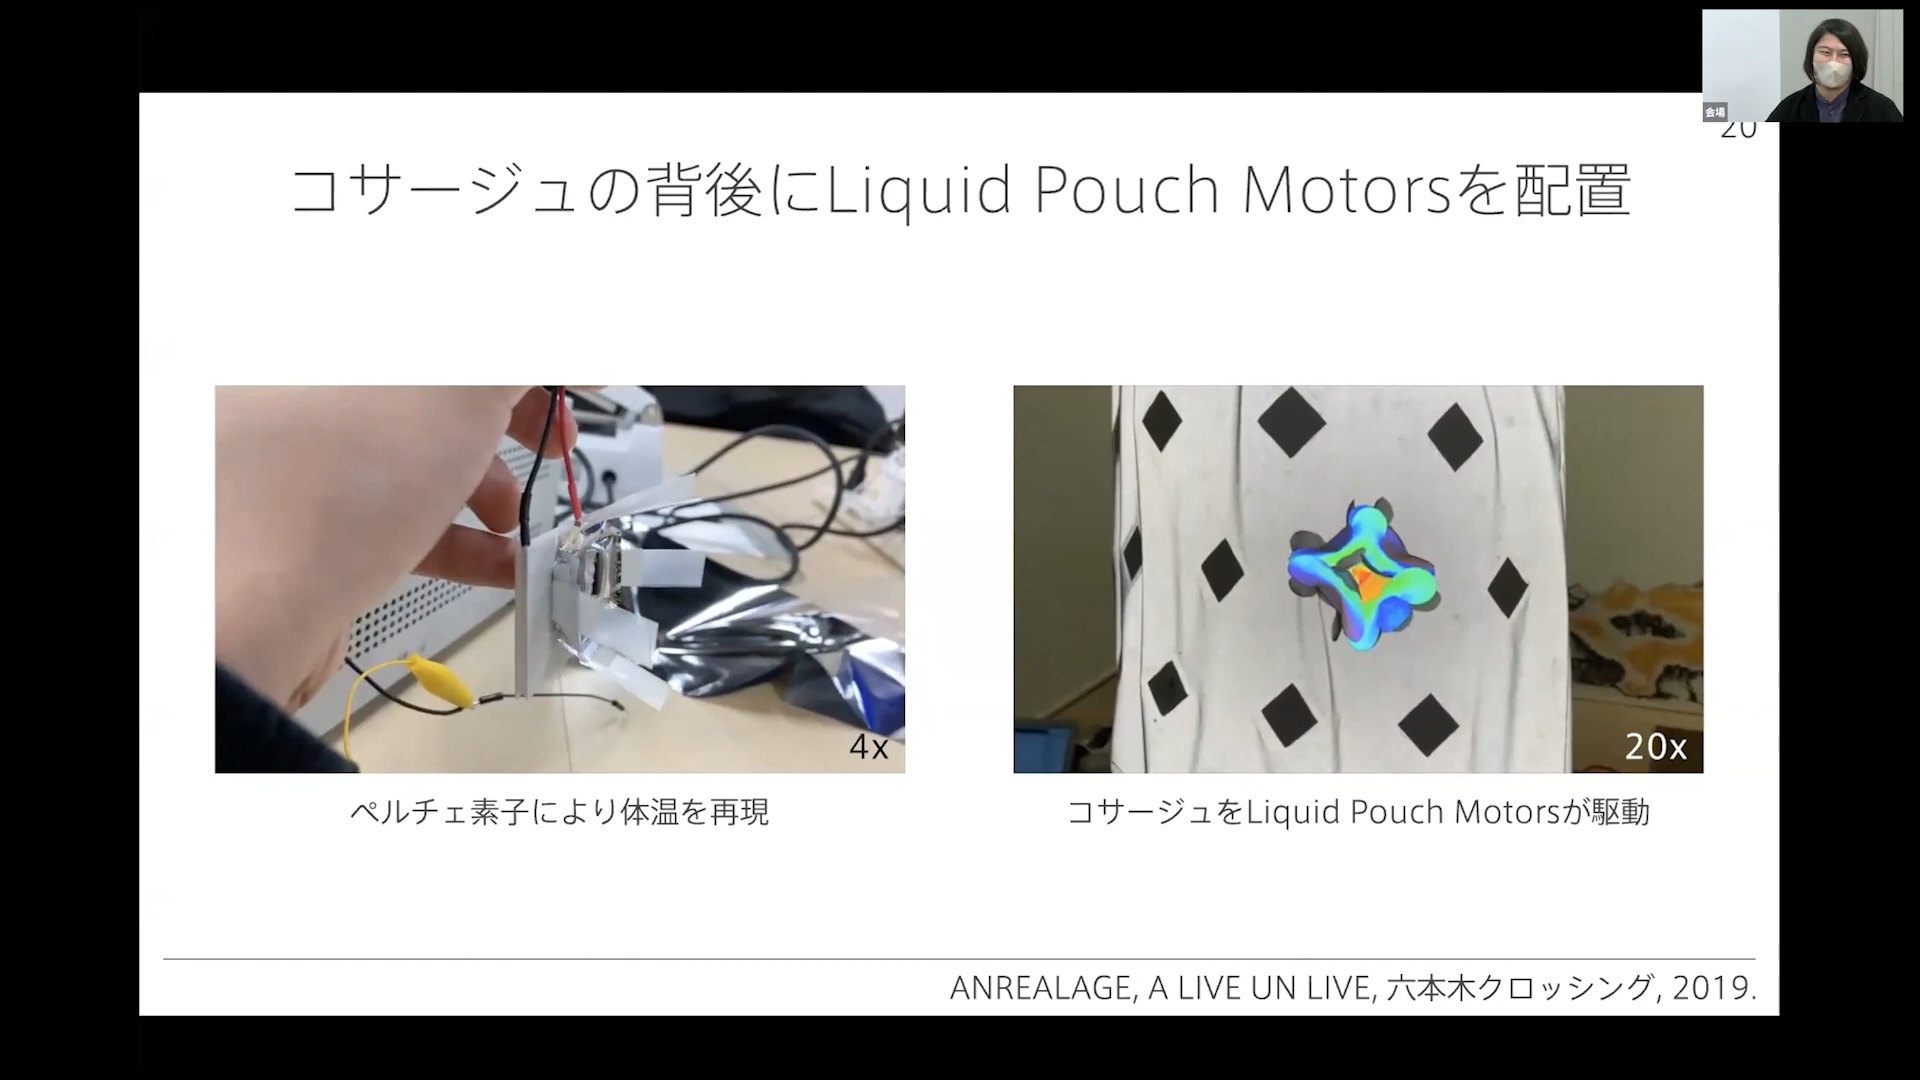 会場
20
コサージュの背後にLiquid Pouch Motorsを配置
4x
20x
ペルチェ素子により体温を再現
コサージュをLiquid Pouch Motorsが駆動
ANREALAGE, A LIVE UN LIVE, 六本木クロッシング, 2019.